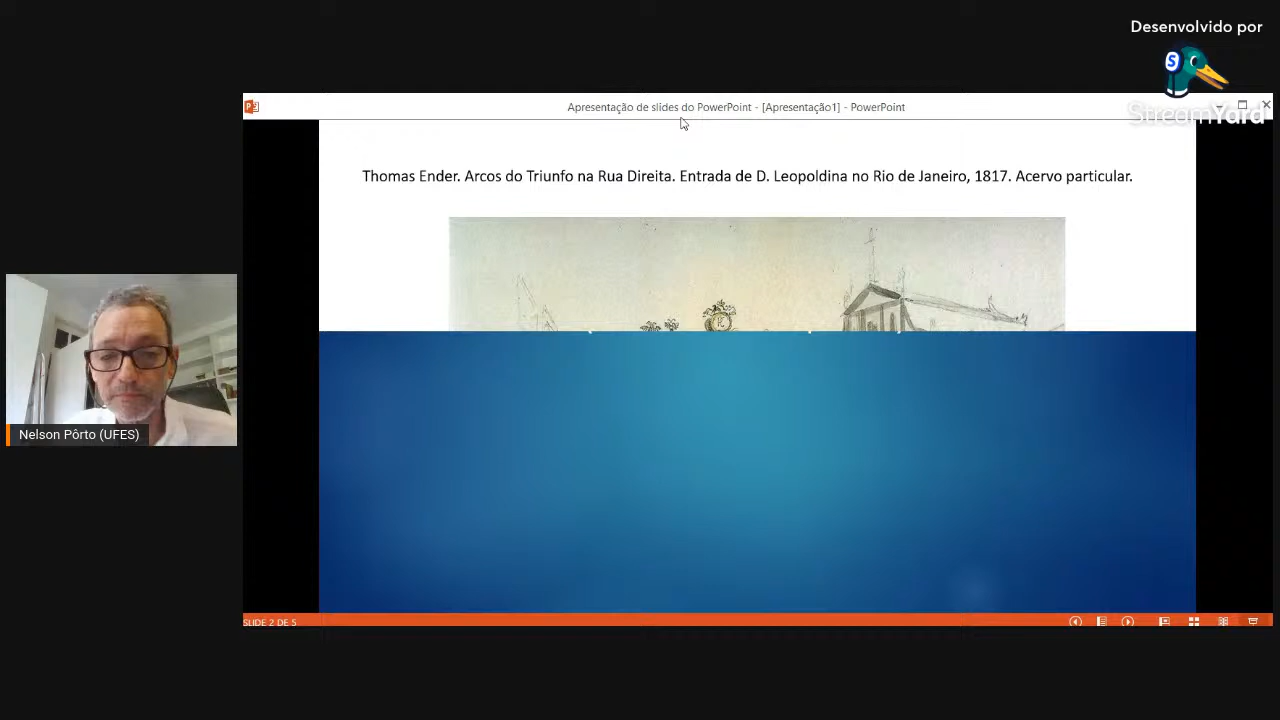 Desenvolvido por
StreamYard
Apresentação de slides do PowerPoint - [Apresentação1] - PowerPoint
Thomas Ender. Arcos do Triunfo na Rua Direita. Entrada de D. Leopoldina no Rio de Janeiro, 1817. Acervo particular.
Nelson Pôrto (UFES)
SLIDE 2 DE 5